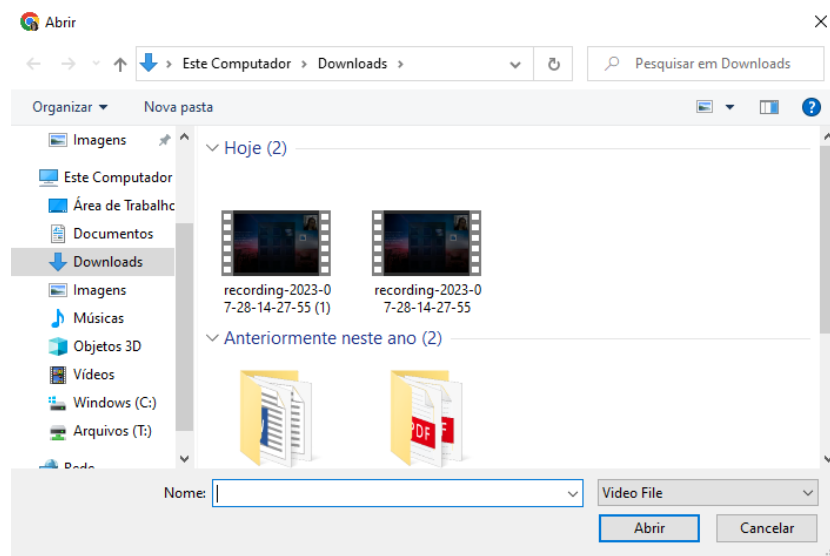 Abrir
Este Computador > Downloads >
Pesquisar em Downloads
Organizar
Nova pasta
Imagens
Este Computador
Área de Trabalho
Documentos
Downloads
Imagens
Músicas
Objetos 3D
Vídeos
Windows (C:)
Arquivos (T:)
Rede
Hoje (2)
recording-2023-0
7-28-14-27-55 (1)
recording-2023-0
7-28-14-27-55
Anteriormente neste ano (2)
W
PDF
Nome:
Video File
Abrir
Cancelar